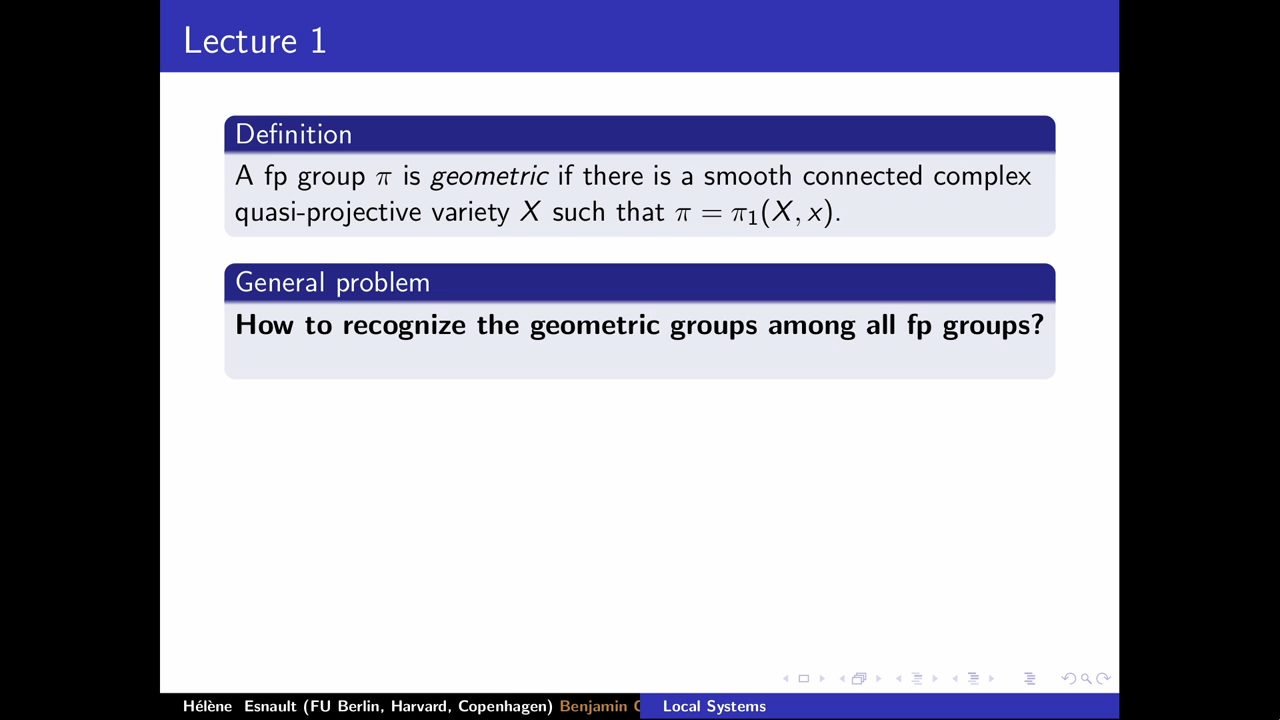 Lecture 1
Definition
A fp group π is geometric if there is a smooth connected complex
quasi-projective variety X such that π = π₁(X, x).
General problem
How to recognize the geometric groups among all fp groups?
Hélène Esnault (FU Berlin, Harvard, Copenhagen) Benjamin
Local Systems